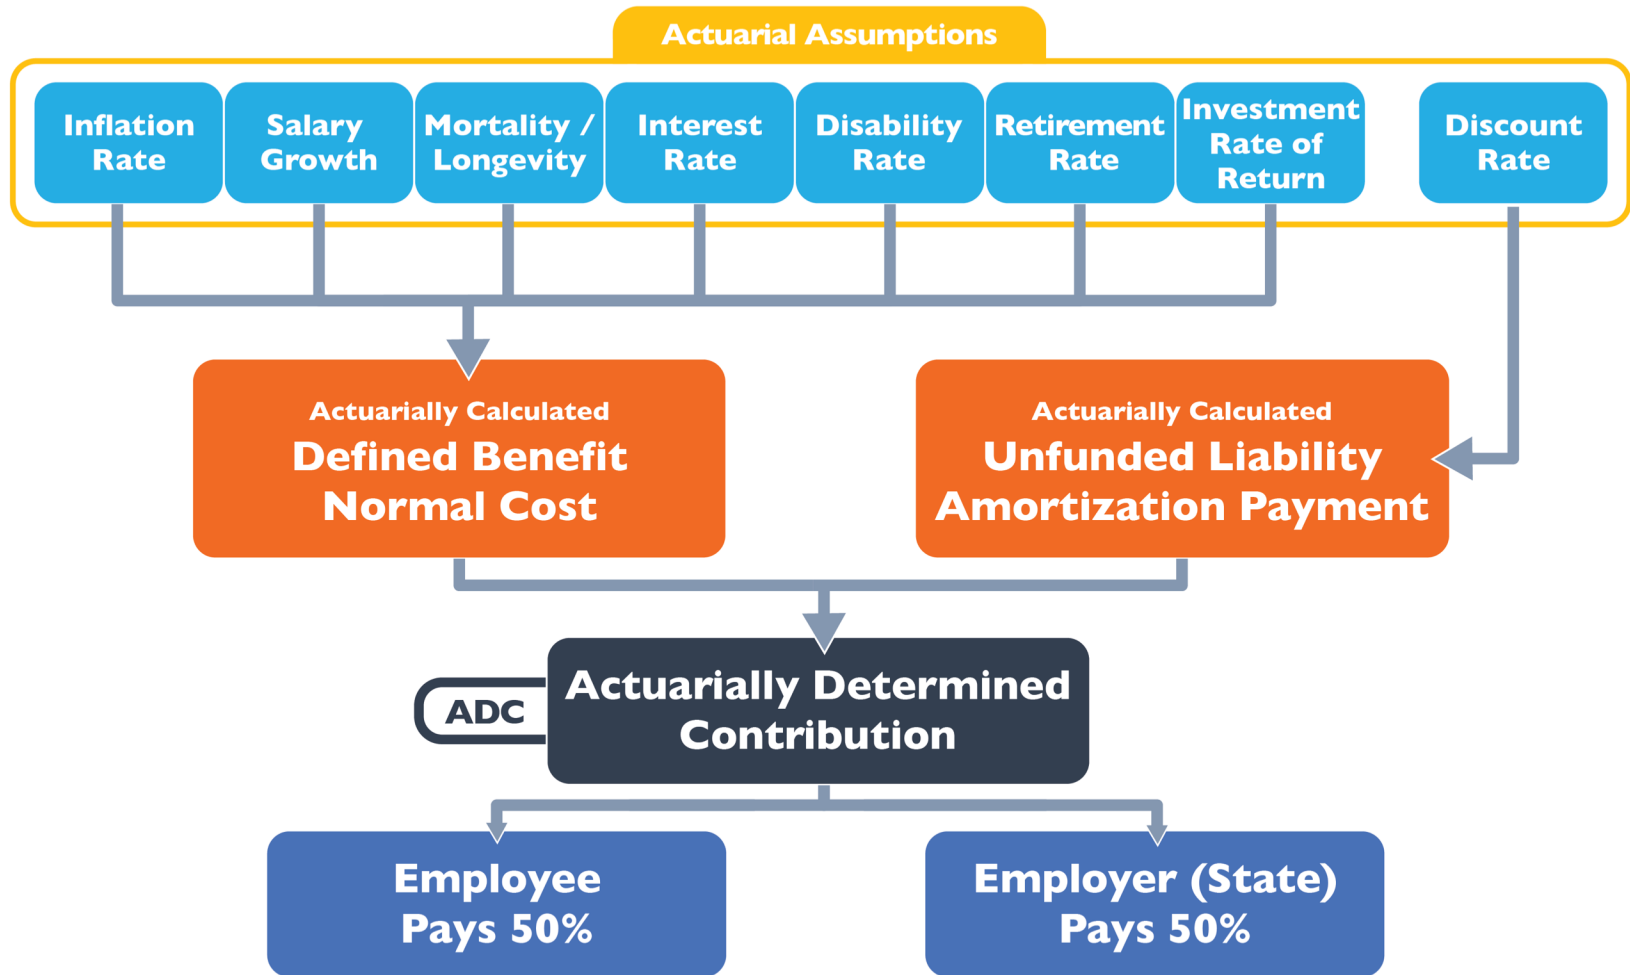 Actuarial Assumptions
Inflation
Rate
Salary
Growth
Mortality /
Longevity
Interest
Rate
Disability
Rate
Retirement
Rate
Investment
Rate of
Return
Discount
Rate
Actuarially Calculated
Defined Benefit
Normal Cost
Actuarially Calculated
Unfunded Liability
Amortization Payment
ADC
Actuarially Determined
Contribution
Employee
Pays 50%
Employer (State)
Pays 50%